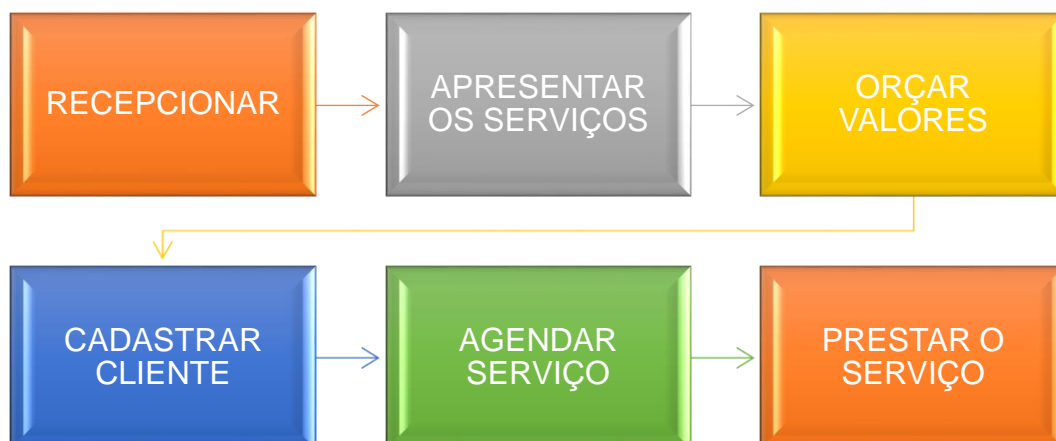 RECEPCIONAR
APRESENTAR
OS SERVIÇOS
ORÇAR
VALORES
CADASTRAR
CLIENTE
AGENDAR
SERVIÇO
PRESTAR O
SERVIÇO